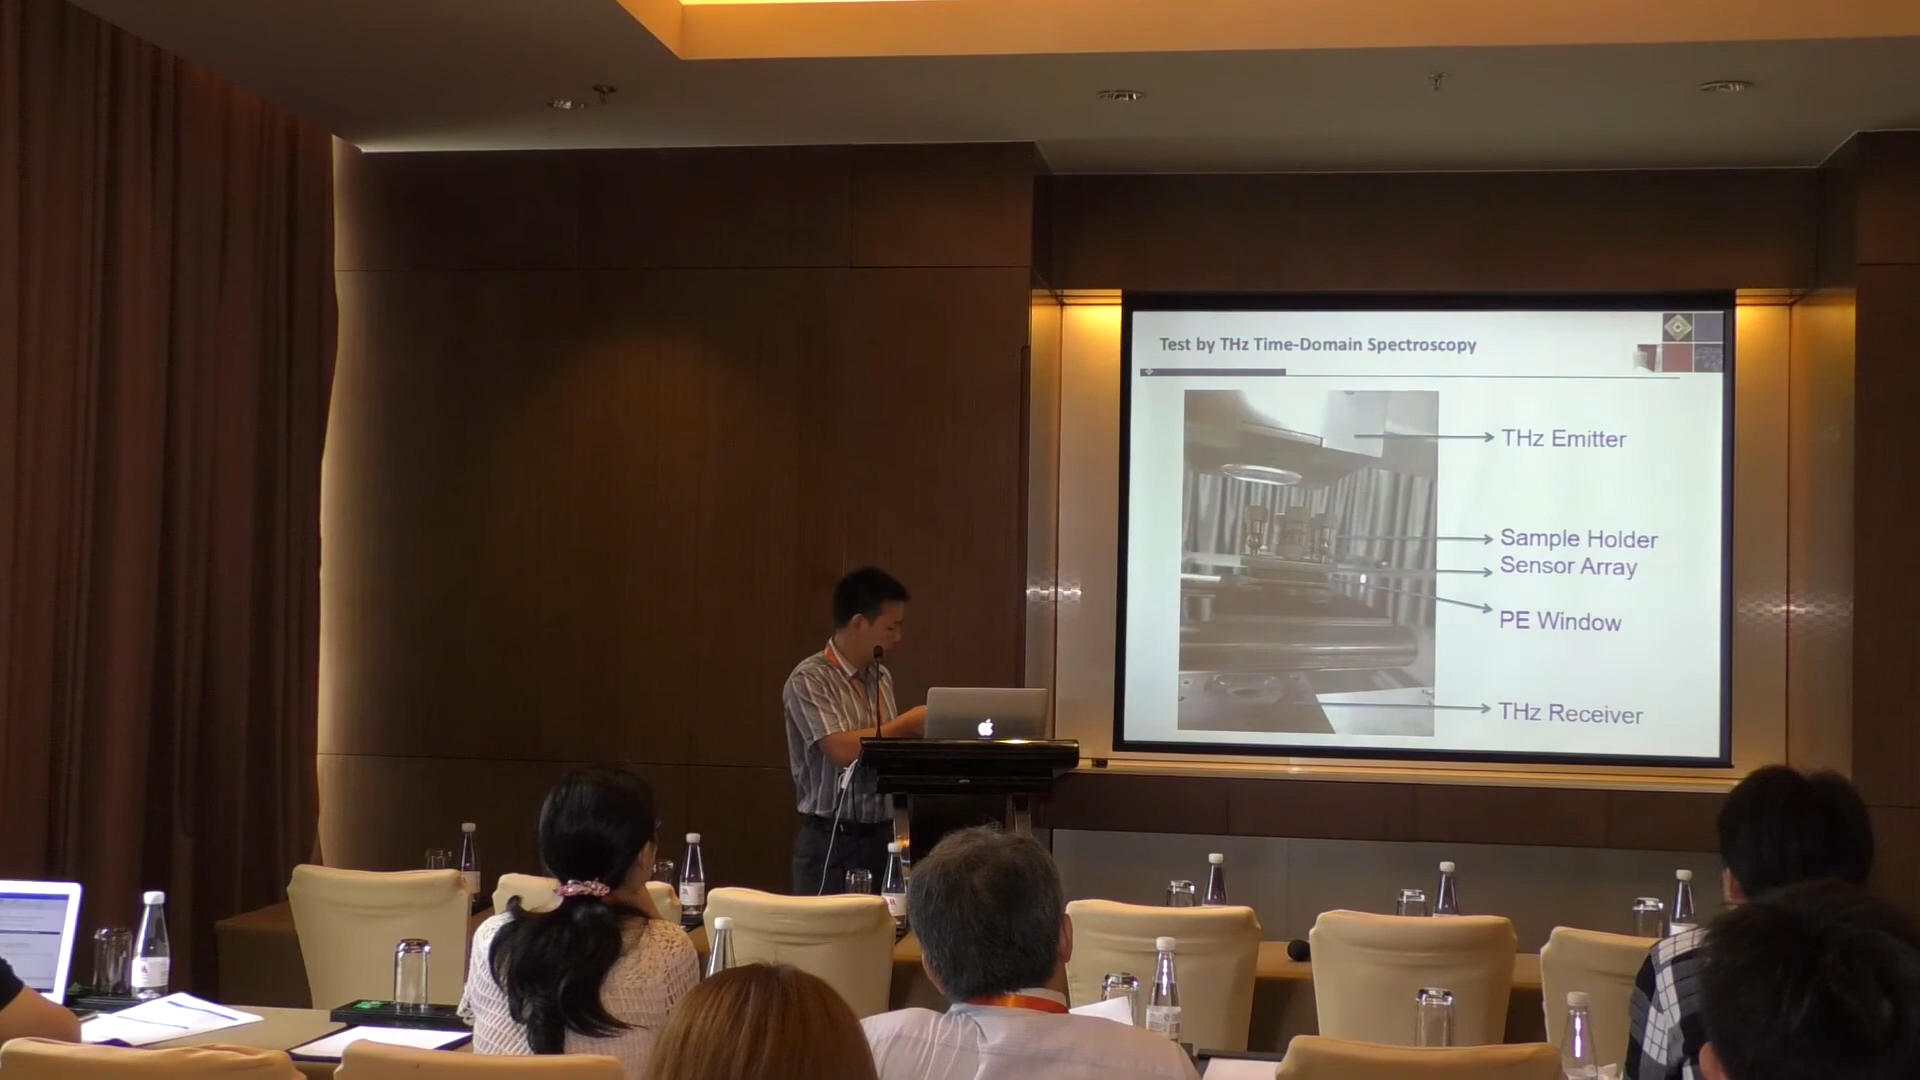 Test by THz Time-Domain Spectroscopy
THz Emitter
Sample Holder
Sensor Array
PE Window
THz Receiver